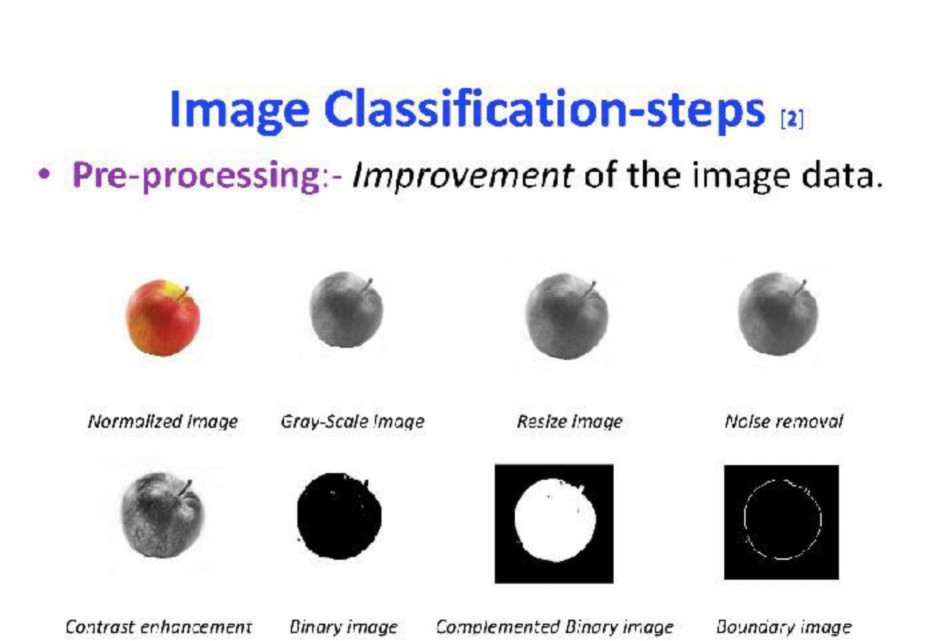 Image Classification-steps [2]
• Pre-processing:- Improvement of the image data.
Normalized image Gray-Scale image Resize image Noise removal
Contrast enhancement Binary image Complemented Binary image Boundary image